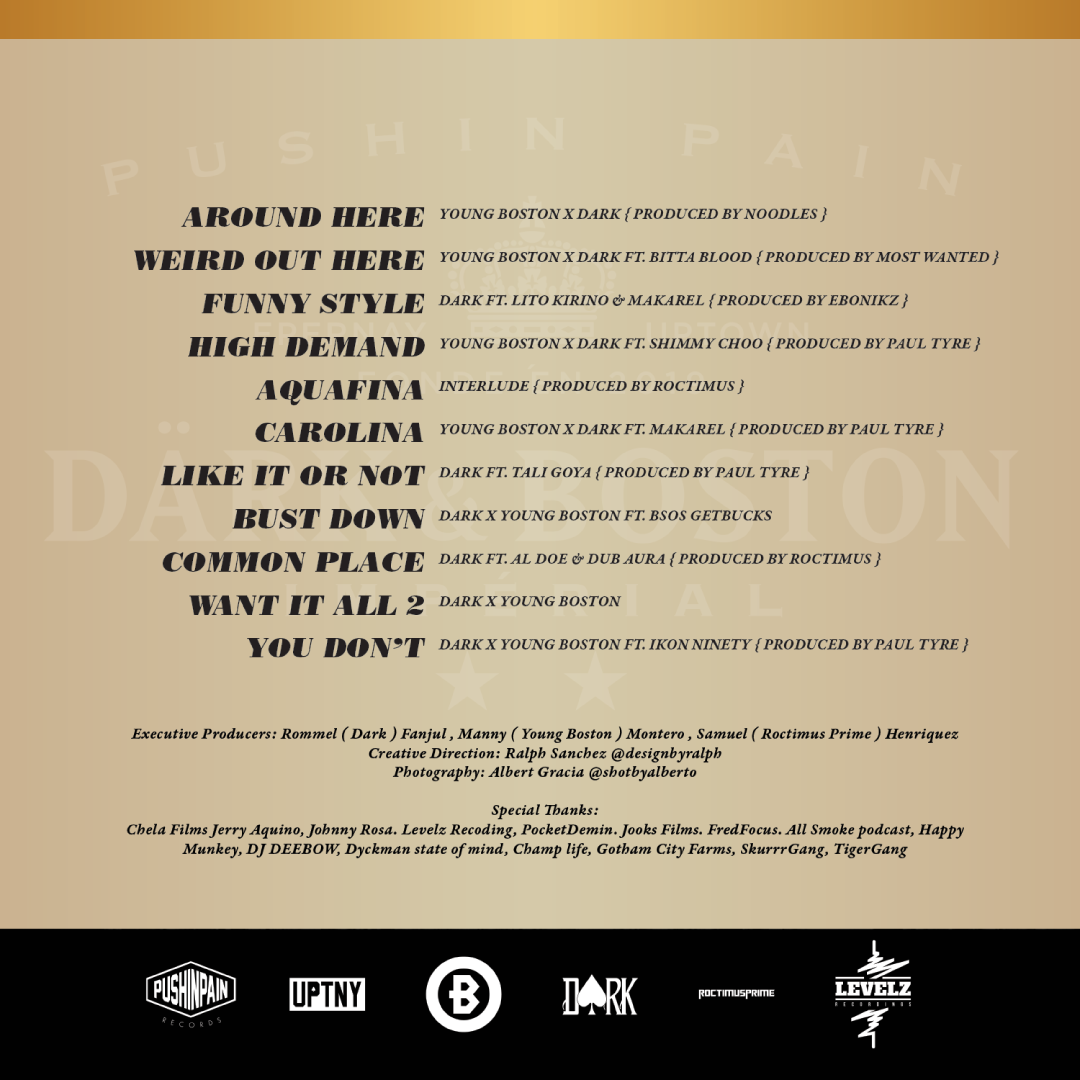 PUSHIN PAIN
AROUND HERE YOUNG BOSTON X DARK { PRODUCED BY NOODLES }
WEIRD OUT HERE YOUNG BOSTON X DARK FT. BITTA BLOOD { PRODUCED BY MOST WANTED }
FUNNY STYLE DARK FT. LITO KIRINO & MAKAREL { PRODUCED BY EBONIKZ }
EPERNAY UPTOWN
HIGH DEMAND YOUNG BOSTON X DARK FT. SHIMMY CHOO { PRODUCED BY PAUL TYRE }
AQUAFINA INTERLUDE { PRODUCED BY ROCTIMUS }
CAROLINA YOUNG BOSTON X DARK FT. MAKAREL { PRODUCED BY PAUL TYRE }
LIKE IT OR NOT DARK FT. TALI GOYA { PRODUCED BY PAUL TYRE }
DÄRK & BOSTON
BUST DOWN DARK X YOUNG BOSTON FT. BSOS GETBUCKS
COMMON PLACE DARK FT. AL DOE & DUB AURA { PRODUCED BY ROCTIMUS }
IMPÉRIAL
WANT IT ALL 2 DARK X YOUNG BOSTON
YOU DON'T DARK X YOUNG BOSTON FT. IKON NINETY { PRODUCED BY PAUL TYRE }
Executive Producers: Rommel ( Dark ) Fanjul , Manny ( Young Boston ) Montero , Samuel ( Roctimus Prime ) Henriquez
Creative Direction: Ralph Sanchez @designbyralph
Photography: Albert Gracia @shotbyalberto
Special Thanks:
Chela Films Jerry Aquino, Johnny Rosa. Levelz Recoding, PocketDemin. Jooks Films. FredFocus. All Smoke podcast, Happy
Munkey, DJ DEEBOW, Dyckman state of mind, Champ life, Gotham City Farms, SkurrrGang, TigerGang
PUSHINPAIN
RECORDS
UPTNY
B
DARK
ROCTIMUSPRIME
LEVELZ
RECORDINGS